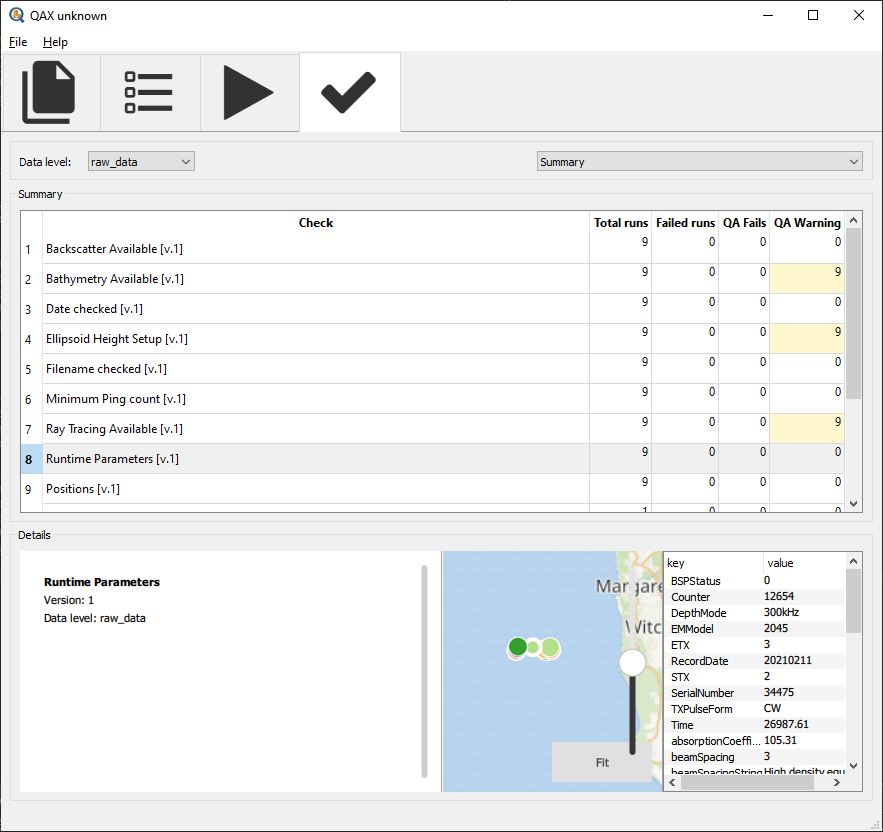 QAX unknown
File Help
Data level: raw_data Summary
Summary
Check Total runs Failed runs QA Fails QA Warning
1 Backscatter Available [v.1] 9 0 0 0
2 Bathymetry Available [v.1] 9 0 0 9
3 Date checked [v.1] 9 0 0 0
4 Ellipsoid Height Setup [v.1] 9 0 0 9
5 Filename checked [v.1] 9 0 0 0
6 Minimum Ping count [v.1] 9 0 0 0
7 Ray Tracing Available [v.1] 9 0 0 9
8 Runtime Parameters [v.1] 9 0 0 0
9 Positions [v.1] 9 0 0 0
1 0 0 0
Details
Runtime Parameters
Version: 1
Data level: raw_data
Margare
Witc
Fit
key value
BSPStatus 0
Counter 12654
DepthMode 300kHz
EMModel 2045
ETX 3
RecordDate 20210211
STX 2
SerialNumber 34475
TXPulseForm CW
Time 26987.61
absorptionCoeffi... 105.31
beamSpacing 3
beamSpacingString High density equ